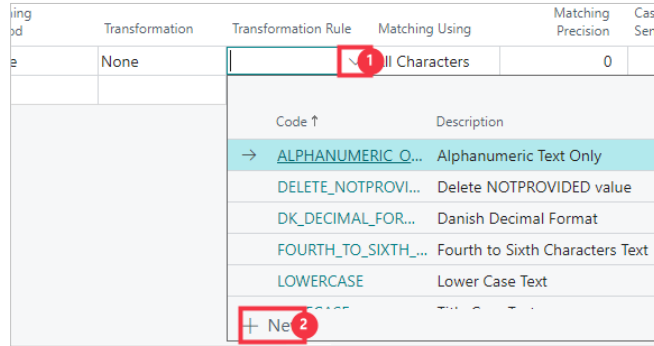 Matching Cas
Transformation Transformation Rule Matching Using Precision Sen
None 1 ll Characters 0
Code ↑ Description
→ ALPHANUMERIC_O... Alphanumeric Text Only
DELETE_NOTPROVI... Delete NOTPROVIDED value
DK_DECIMAL_FOR... Danish Decimal Format
FOURTH_TO_SIXTH_... Fourth to Sixth Characters Text
LOWERCASE Lower Case Text
+ Ne 2